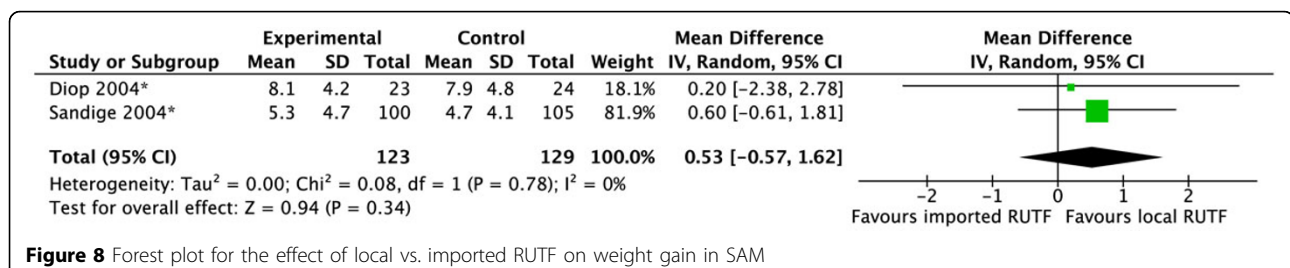 Experimental Control Mean Difference Mean Difference
Study or Subgroup Mean SD Total Mean SD Total Weight IV, Random, 95% CI IV, Random, 95% CI
Diop 2004* 8.1 4.2 23 7.9 4.8 24 18.1% 0.20 [-2.38, 2.78]
Sandige 2004* 5.3 4.7 100 4.7 4.1 105 81.9% 0.60 [-0.61, 1.81]
Total (95% CI) 123 129 100.0% 0.53 [-0.57, 1.62]
Heterogeneity: Tau² = 0.00; Chi² = 0.08, df = 1 (P = 0.78); I² = 0%
Test for overall effect: Z = 0.94 (P = 0.34)
-2 -1 0 1 2
Favours imported RUTF Favours local RUTF
Figure 8 Forest plot for the effect of local vs. imported RUTF on weight gain in SAM